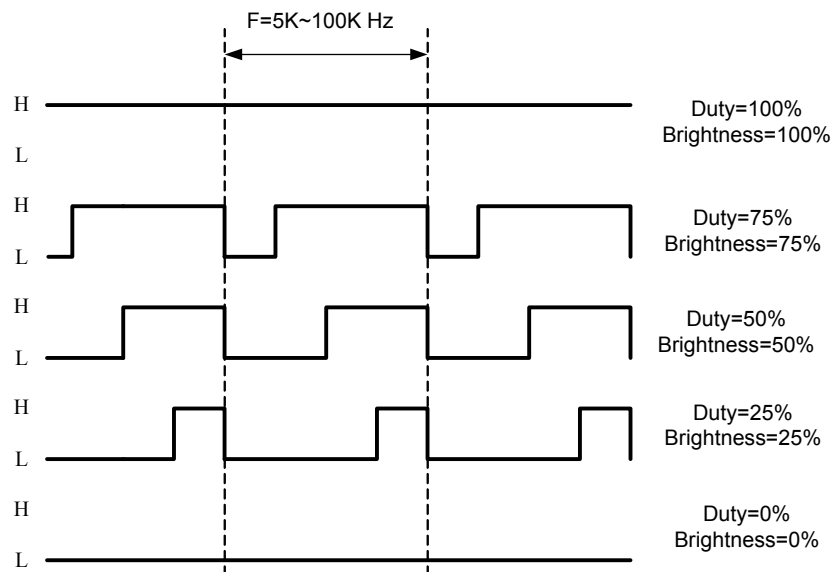 F=5K~100K Hz
H
L
Duty=100%
Brightness=100%
H
L
Duty=75%
Brightness=75%
H
L
Duty=50%
Brightness=50%
H
L
Duty=25%
Brightness=25%
H
L
Duty=0%
Brightness=0%